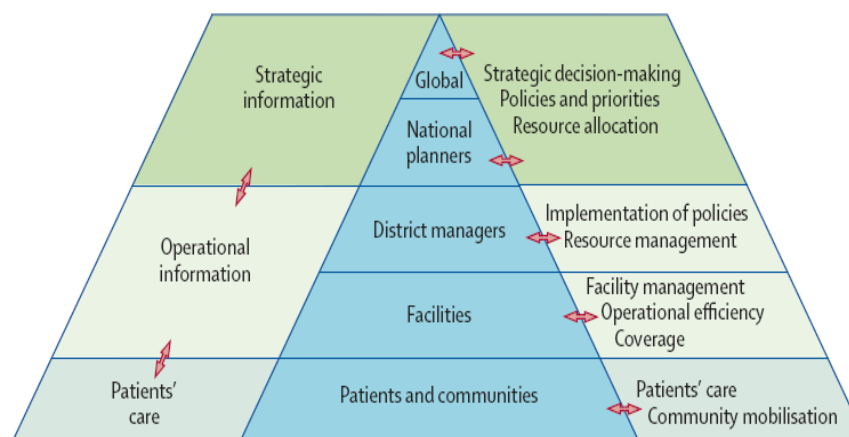 Strategic
information
Global
Strategic decision-making
Policies and priorities
Resource allocation
National
planners
Operational
information
District managers
Implementation of policies
Resource management
Facilities
Facility management
Operational efficiency
Coverage
Patients'
care
Patients and communities
Patients' care
Community mobilisation